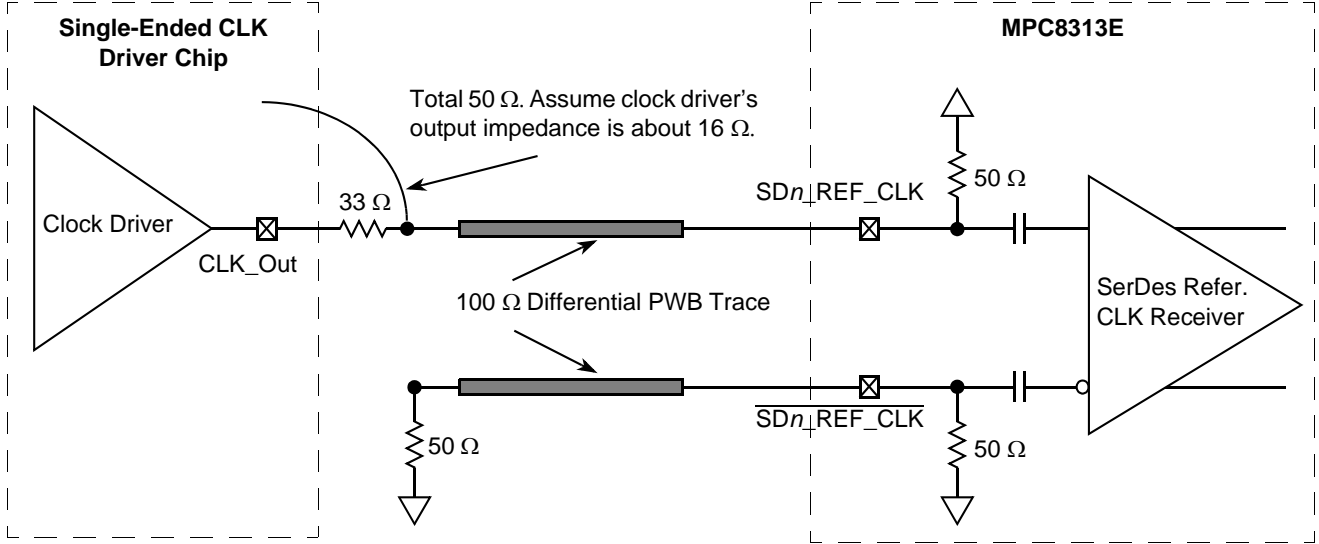 Single-Ended CLK
Driver Chip
MPC8313E
Total 50 Ω. Assume clock driver's
output impedance is about 16 Ω.
SDn_REF_CLK
50 Ω
33 Ω
Clock Driver
CLK_Out
100 Ω Differential PWB Trace
SerDes Refer.
CLK Receiver
SDn_REF_CLK
50 Ω
50 Ω